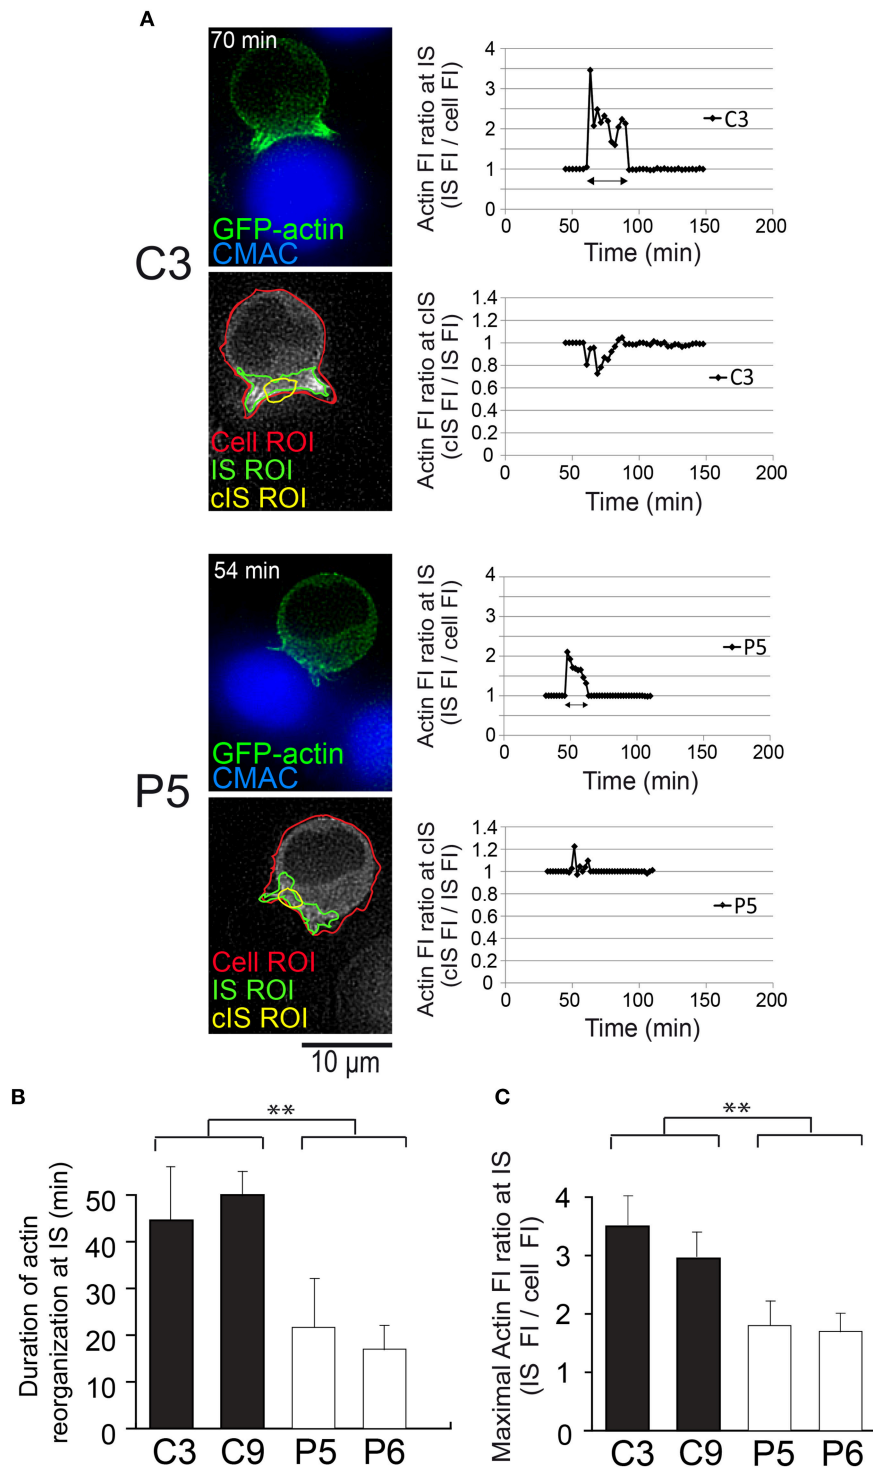 A
70 min
GFP-actin
CMAC
C3
Cell ROI
IS ROI
cIS ROI
Actin FI ratio at IS
(IS FI / cell FI)
4
3
2
1
0
0 50 100 150 200
Time (min)
C3
Actin FI ratio at cIS
(cIS FI / IS FI)
1.4
1.2
1
0.8
0.6
0.4
0.2
0
0 50 100 150 200
Time (min)
C3
54 min
GFP-actin
CMAC
P5
Cell ROI
IS ROI
cIS ROI
10 µm
Actin FI ratio at IS
(IS FI / cell FI)
4
3
2
1
0
0 50 100 150 200
Time (min)
P5
Actin FI ratio at cIS
(cIS FI / IS FI)
1.4
1.2
1
0.8
0.6
0.4
0.2
0
0 50 100 150 200
Time (min)
P5
B
**
Duration of actin
reorganization at IS (min)
50
40
30
20
10
0
C3 C9 P5 P6
C
**
Maximal Actin FI ratio at IS
(IS FI / cell FI)
4
3
2
1
0
C3 C9 P5 P6